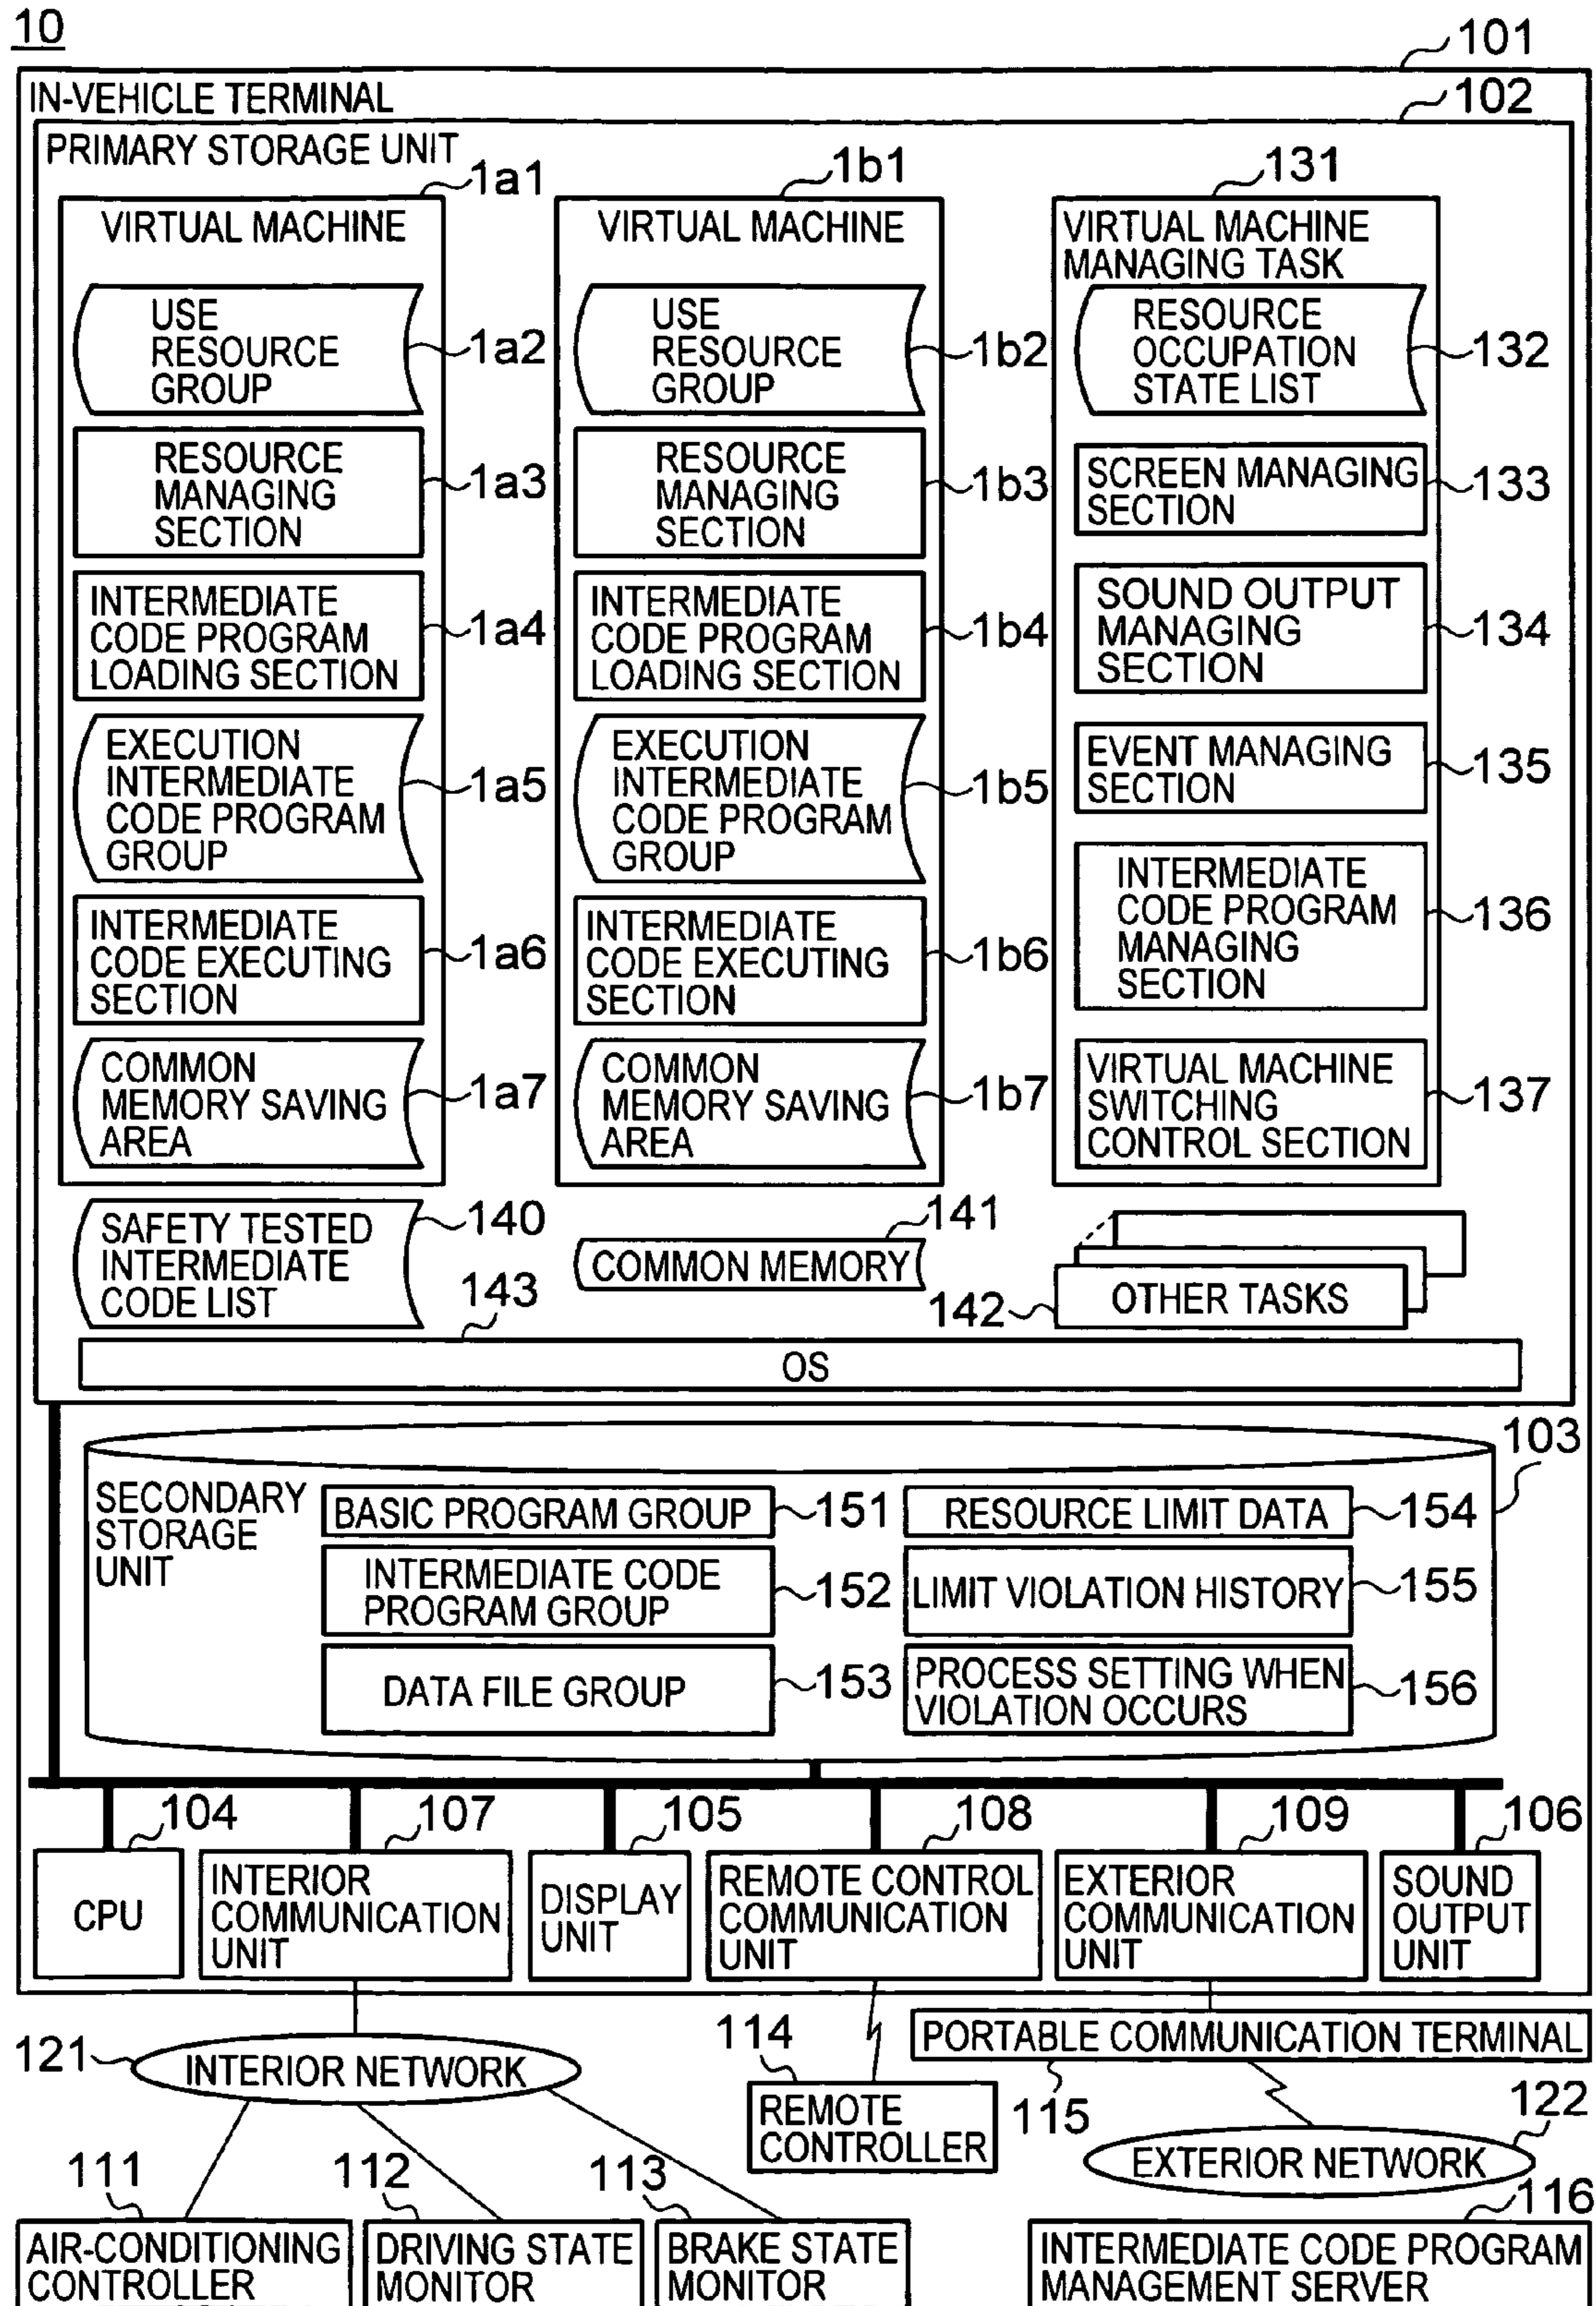 10
101
IN-VEHICLE TERMINAL
102
PRIMARY STORAGE UNIT
1a1
VIRTUAL MACHINE
USE
RESOURCE
GROUP
1a2
RESOURCE
MANAGING
SECTION
1a3
INTERMEDIATE
CODE PROGRAM
LOADING SECTION
1a4
EXECUTION
INTERMEDIATE
CODE PROGRAM
GROUP
1a5
INTERMEDIATE
CODE EXECUTING
SECTION
1a6
COMMON
MEMORY SAVING
AREA
1a7
1b1
VIRTUAL MACHINE
USE
RESOURCE
GROUP
1b2
RESOURCE
MANAGING
SECTION
1b3
INTERMEDIATE
CODE PROGRAM
LOADING SECTION
1b4
EXECUTION
INTERMEDIATE
CODE PROGRAM
GROUP
1b5
INTERMEDIATE
CODE EXECUTING
SECTION
1b6
COMMON
MEMORY SAVING
AREA
1b7
131
VIRTUAL MACHINE
MANAGING TASK
RESOURCE
OCCUPATION
STATE LIST
132
SCREEN MANAGING
SECTION
133
SOUND OUTPUT
MANAGING
SECTION
134
EVENT MANAGING
SECTION
135
INTERMEDIATE
CODE PROGRAM
MANAGING
SECTION
136
VIRTUAL MACHINE
SWITCHING
CONTROL SECTION
137
SAFETY TESTED
INTERMEDIATE
CODE LIST
140
141
COMMON MEMORY
142
OTHER TASKS
143
OS
103
SECONDARY
STORAGE
UNIT
BASIC PROGRAM GROUP
151
INTERMEDIATE CODE
PROGRAM GROUP
152
DATA FILE GROUP
153
RESOURCE LIMIT DATA
154
LIMIT VIOLATION HISTORY
155
PROCESS SETTING WHEN
VIOLATION OCCURS
156
104
CPU
107
INTERIOR
COMMUNICATION
UNIT
105
DISPLAY
UNIT
108
REMOTE CONTROL
COMMUNICATION
UNIT
109
EXTERIOR
COMMUNICATION
UNIT
106
SOUND
OUTPUT
UNIT
121
INTERIOR NETWORK
114
REMOTE
CONTROLLER
PORTABLE COMMUNICATION TERMINAL
115
122
EXTERIOR NETWORK
111
AIR-CONDITIONING
CONTROLLER
112
DRIVING STATE
MONITOR
113
BRAKE STATE
MONITOR
116
INTERMEDIATE CODE PROGRAM
MANAGEMENT SERVER